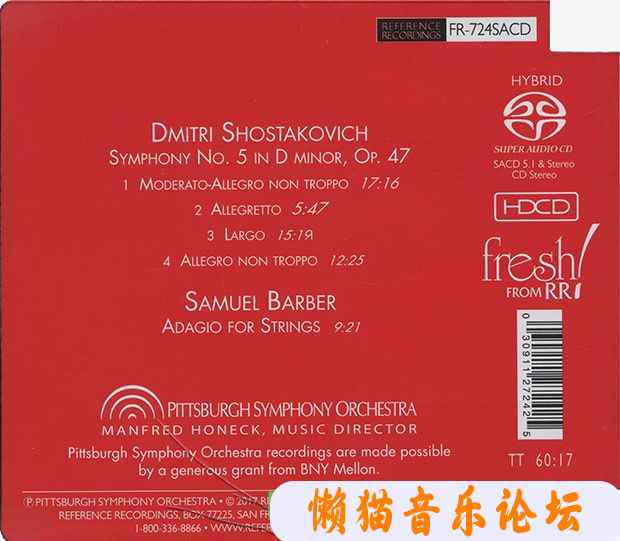 REFERENCE RECORDINGS FR-724SACD
HYBRID
SUPER AUDIO CD
SACD 5.1 & Stereo
CD Stereo
HDCD
fresh!
FROM RR!
DMITRI SHOSTAKOVICH
SYMPHONY NO. 5 IN D MINOR, OP. 47
1 MODERATO-ALLEGRO NON TROPPO 17:16
2 ALLEGRETTO 5:47
3 LARGO 15:19
4 ALLEGRO NON TROPPO 12:25
SAMUEL BARBER
ADAGIO FOR STRINGS 9:21
0 30911 27242 5
TT 60:17
PITTSBURGH SYMPHONY ORCHESTRA
MANFRED HONECK, MUSIC DIRECTOR
Pittsburgh Symphony Orchestra recordings are made possible
by a generous grant from BNY Mellon.
Ⓟ PITTSBURGH SYMPHONY ORCHESTRA • © 2017
REFERENCE RECORDINGS, BOX 77225, SAN
1-800-336-8866 •
懒猫音乐论坛